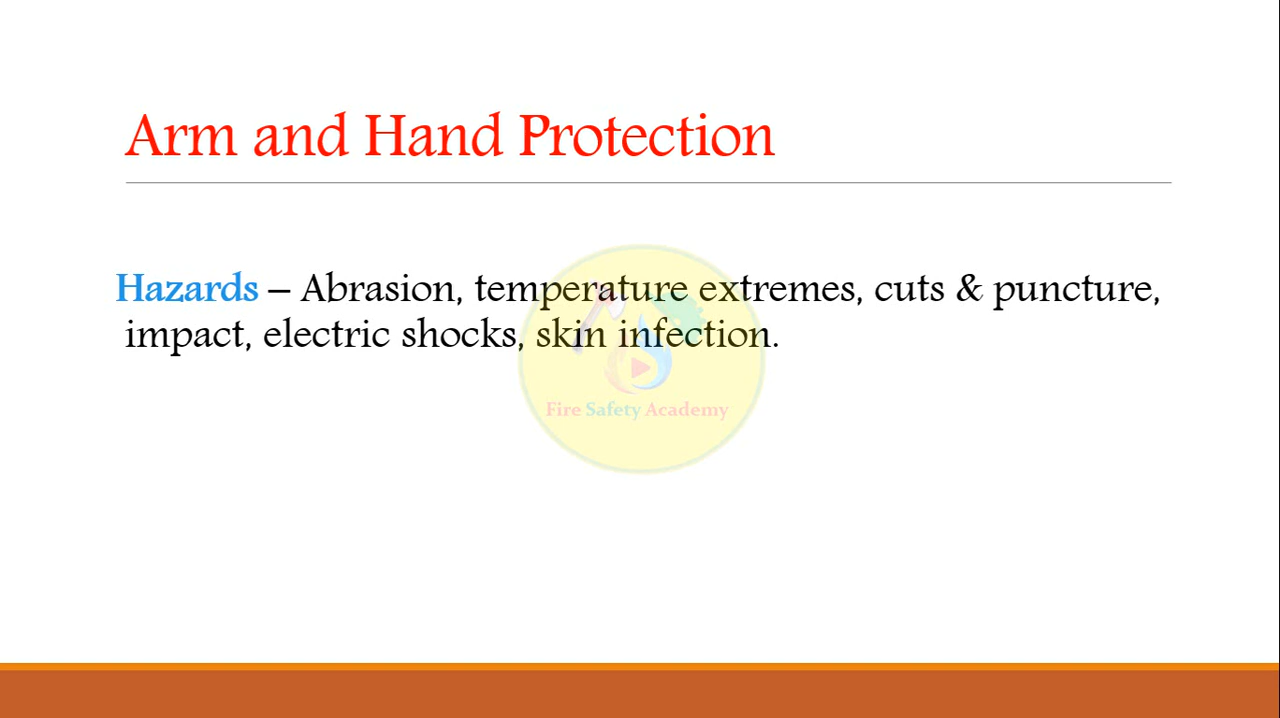 Arm and Hand Protection
Hazards – Abrasion, temperature extremes, cuts & puncture,
impact, electric shocks, skin infection.
Fire Safety Academy